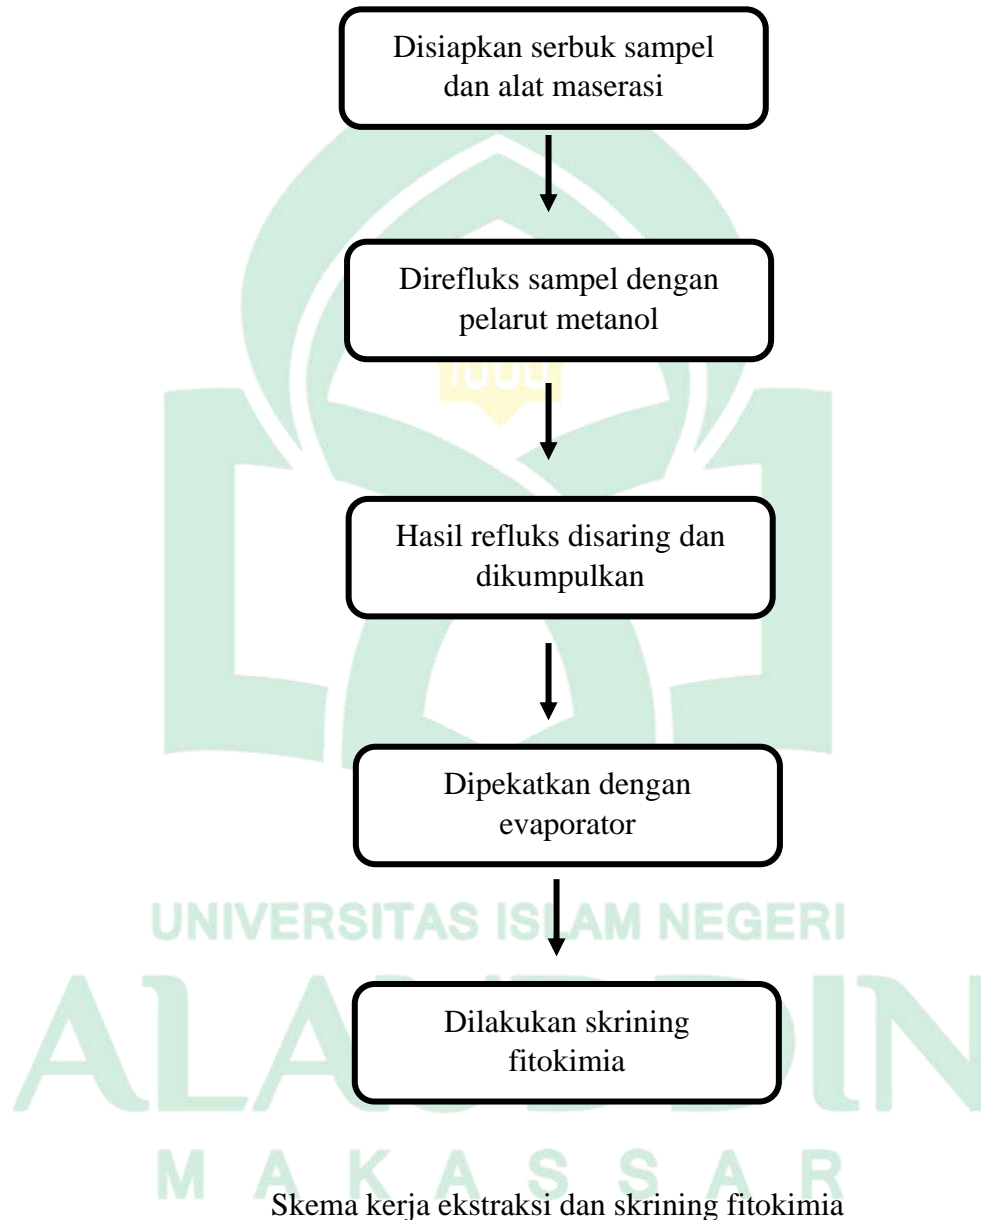 Disiapkan serbuk sampel
dan alat maserasi
Direfluks sampel dengan
pelarut metanol
Hasil refluks disaring dan
dikumpulkan
Dipekatkan dengan
evaporator
UNIVERSITAS ISLAM NEGERI
ALAUDDIN
Dilakukan skrining
fitokimia
MAKASSAR
Skema kerja ekstraksi dan skrining fitokimia